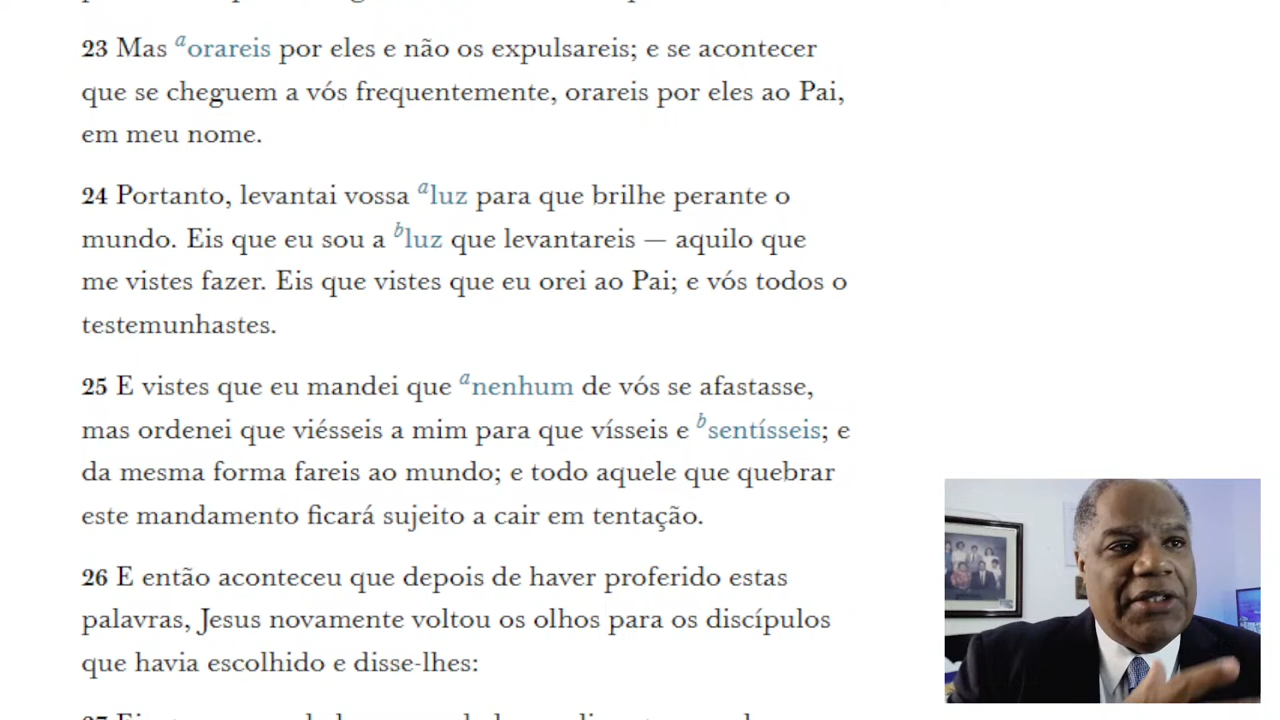 23 Mas ᵃorareis por eles e não os expulsareis; e se acontecer
que se cheguem a vós frequentemente, orareis por eles ao Pai,
em meu nome.
24 Portanto, levantai vossa ᵃluz para que brilhe perante o
mundo. Eis que eu sou a ᵇluz que levantareis — aquilo que
me vistes fazer. Eis que vistes que eu orei ao Pai; e vós todos o
testemunhastes.
25 E vistes que eu mandei que ᵃnenhum de vós se afastasse,
mas ordenei que viésseis a mim para que vísseis e ᵇsentísseis; e
da mesma forma fareis ao mundo; e todo aquele que quebrar
este mandamento ficará sujeito a cair em tentação.
26 E então aconteceu que depois de haver proferido estas
palavras, Jesus novamente voltou os olhos para os discípulos
que havia escolhido e disse-lhes: